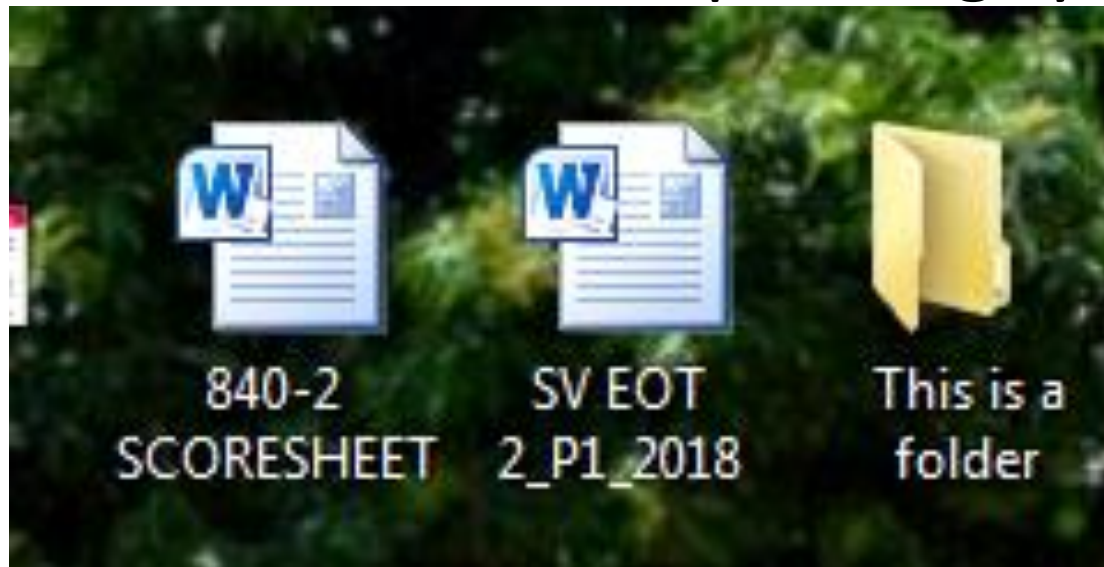 840-2
SCORESHEET
SV EOT
2_P1_2018
This is a
folder